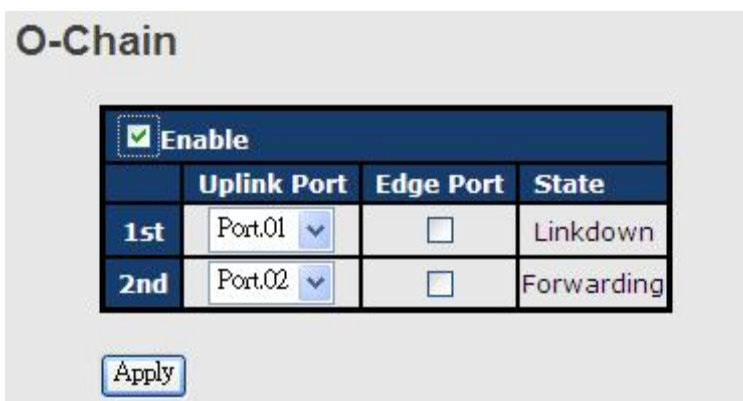 O-Chain
Enable
Uplink Port Edge Port State
1st Port.01 Linkdown
2nd Port.02 Forwarding
Apply